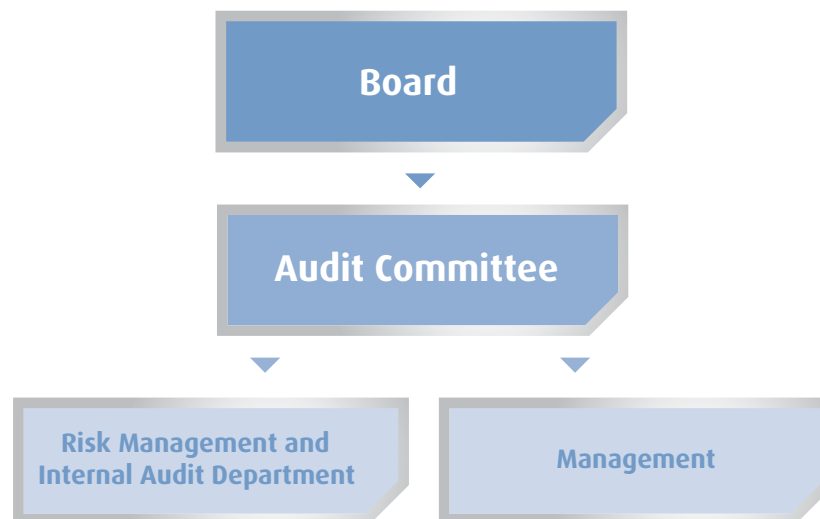 Board
Audit Committee
Risk Management and
Internal Audit Department
Management